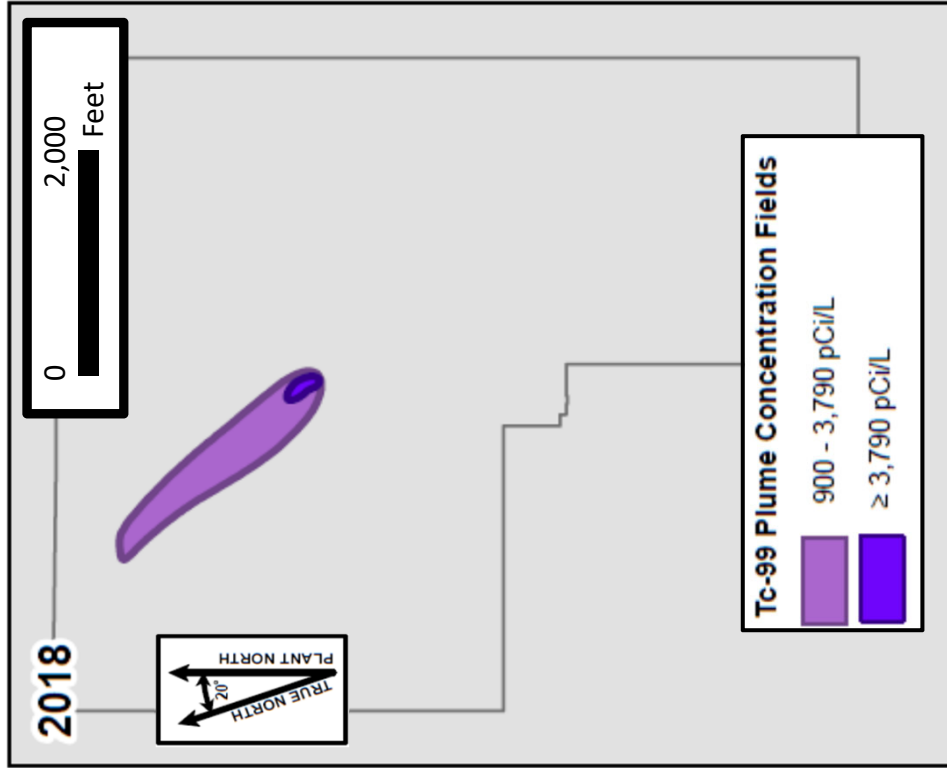 2018
0 2,000
Feet
TRUE NORTH
20°
PLANT NORTH
Tc-99 Plume Concentration Fields
900 - 3,790 pCi/L
≥ 3,790 pCi/L